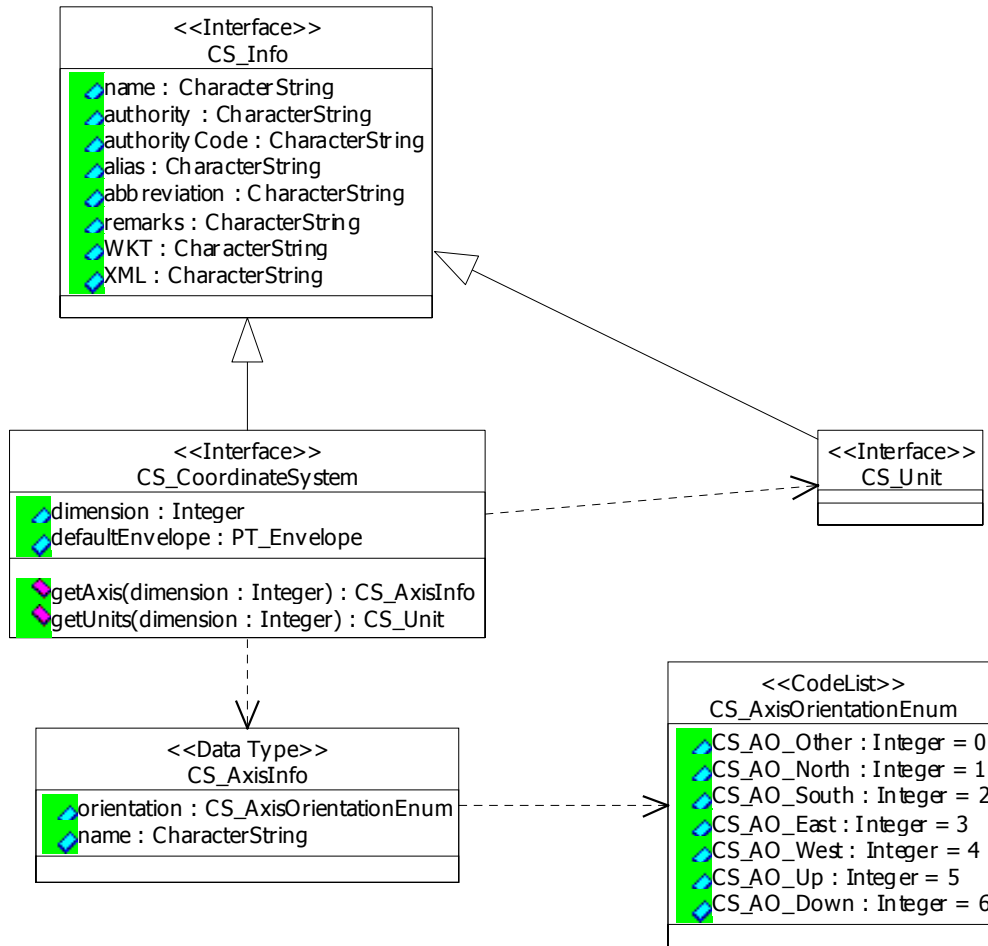 <<Interface>>
CS_Info
name : CharacterString
authority : CharacterString
authorityCode : CharacterString
alias : CharacterString
abbreviation : CharacterString
remarks : CharacterString
WKT : CharacterString
XML : CharacterString
<<Interface>>
CS_CoordinateSystem
dimension : Integer
defaultEnvelope : PT_Envelope
getAxis(dimension : Integer) : CS_AxisInfo
getUnits(dimension : Integer) : CS_Unit
<<Interface>>
CS_Unit
<<Data Type>>
CS_AxisInfo
orientation : CS_AxisOrientationEnum
name : CharacterString
<<CodeList>>
CS_AxisOrientationEnum
CS_AO_Other : Integer = 0
CS_AO_North : Integer = 1
CS_AO_South : Integer = 2
CS_AO_East : Integer = 3
CS_AO_West : Integer = 4
CS_AO_Up : Integer = 5
CS_AO_Down : Integer = 6